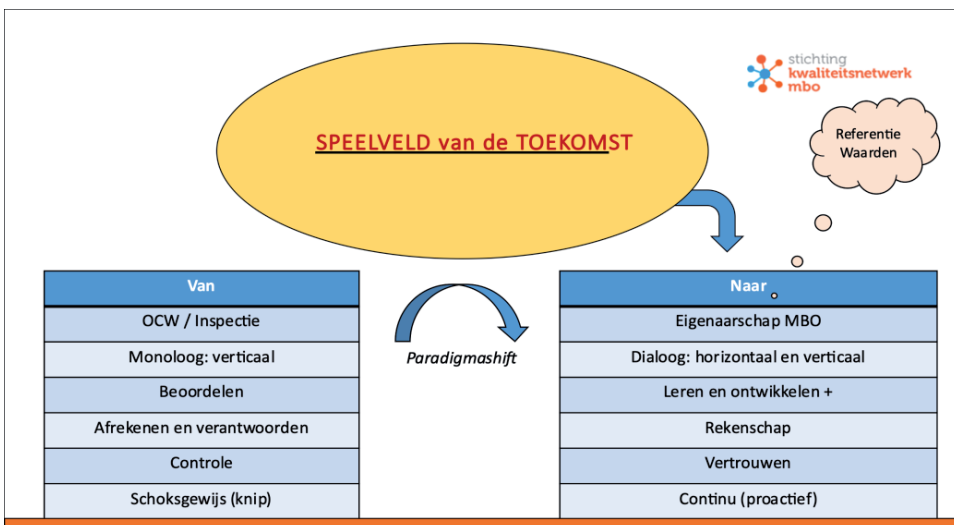 stichting
kwaliteitsnetwerk
mbo
SPEELVELD van de TOEKOMST
Referentie
Waarden
Van
Naar
OCW / Inspectie
Eigenaarschap MBO
Monoloog: verticaal
Paradigmashift
Dialoog: horizontaal en verticaal
Beoordelen
Leren en ontwikkelen +
Afrekenen en verantwoorden
Rekenschap
Controle
Vertrouwen
Schoksgewijs (knip)
Continu (proactief)